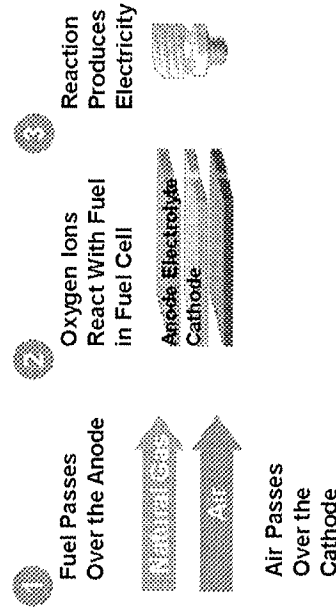 1
Fuel Passes
Over the Anode
Natural Gas
Air
Air Passes
Over the
Cathode
2
Oxygen Ions
React With Fuel
in Fuel Cell
Anode Electrolyte
Cathode
3
Reaction
Produces
Electricity